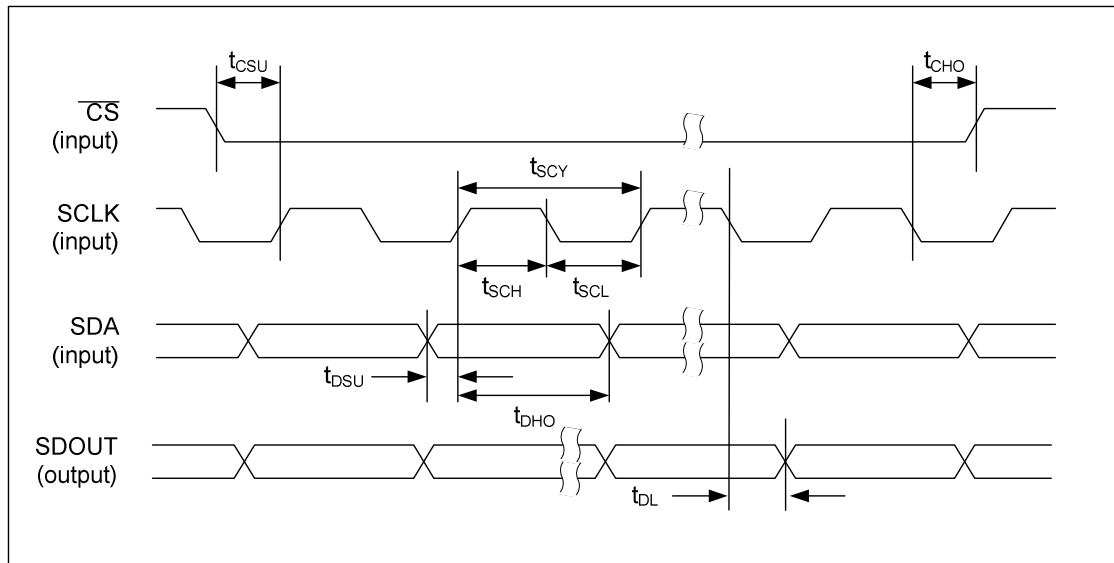 tCSU
tCHO
CS
(input)
tSCY
SCLK
(input)
tSCH
tSCL
SDA
(input)
tDSU
tDHO
SDOUT
(output)
tDL